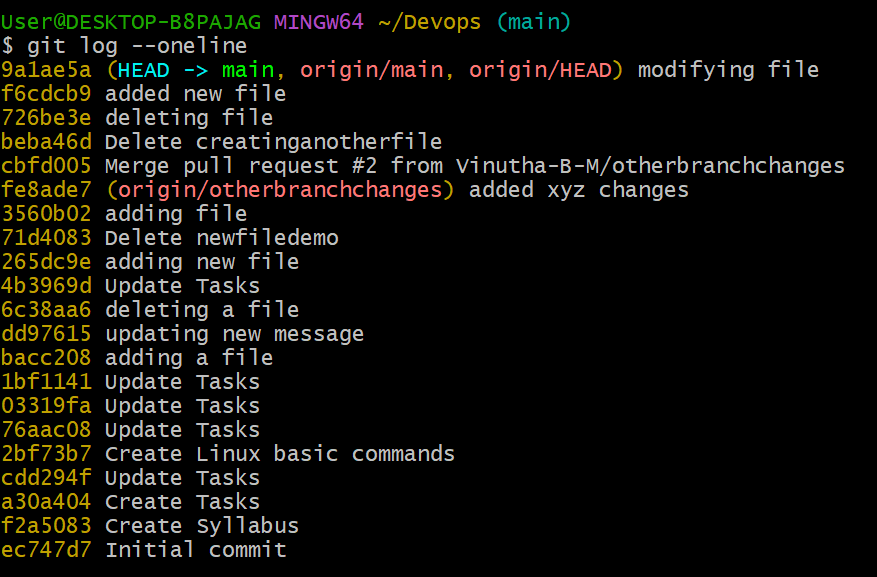 User@DESKTOP-B8PAJAG MINGW64 ~/Devops (main)
$ git log --oneline
9a1ae5a (HEAD -> main, origin/main, origin/HEAD) modifying file
f6cdcb9 added new file
726be3e deleting file
beba46d Delete creatinganotherfile
cbfd005 Merge pull request #2 from Vinutha-B-M/otherbranchchanges
fe8ade7 (origin/otherbranchchanges) added xyz changes
3560b02 adding file
71d4083 Delete newfiledemo
265dc9e adding new file
4b3969d Update Tasks
6c38aa6 deleting a file
dd97615 updating new message
bacc208 adding a file
1bf1141 Update Tasks
03319fa Update Tasks
76aac08 Update Tasks
2bf73b7 Create Linux basic commands
cdd294f Update Tasks
a30a404 Create Tasks
f2a5083 Create Syllabus
ec747d7 Initial commit